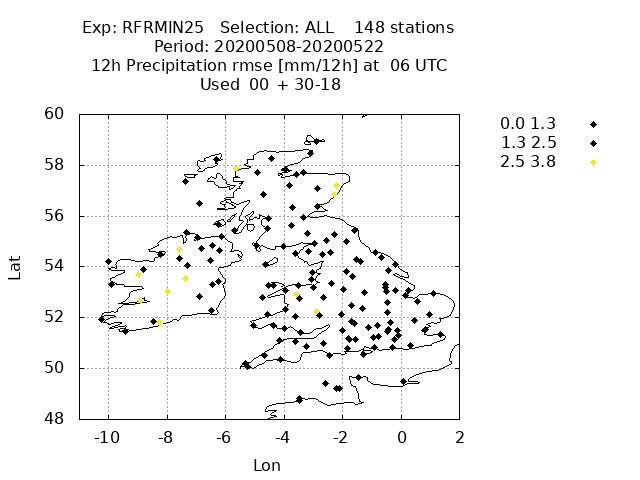 Exp: RFRMIN25 Selection: ALL 148 stations
Period: 20200508-20200522
12h Precipitation rmse [mm/12h] at 06 UTC
Used 00 + 30-18
0.0 1.3
1.3 2.5
2.5 3.8
60
58
56
54
52
50
48
Lat
-10 -8 -6 -4 -2 0 2
Lon